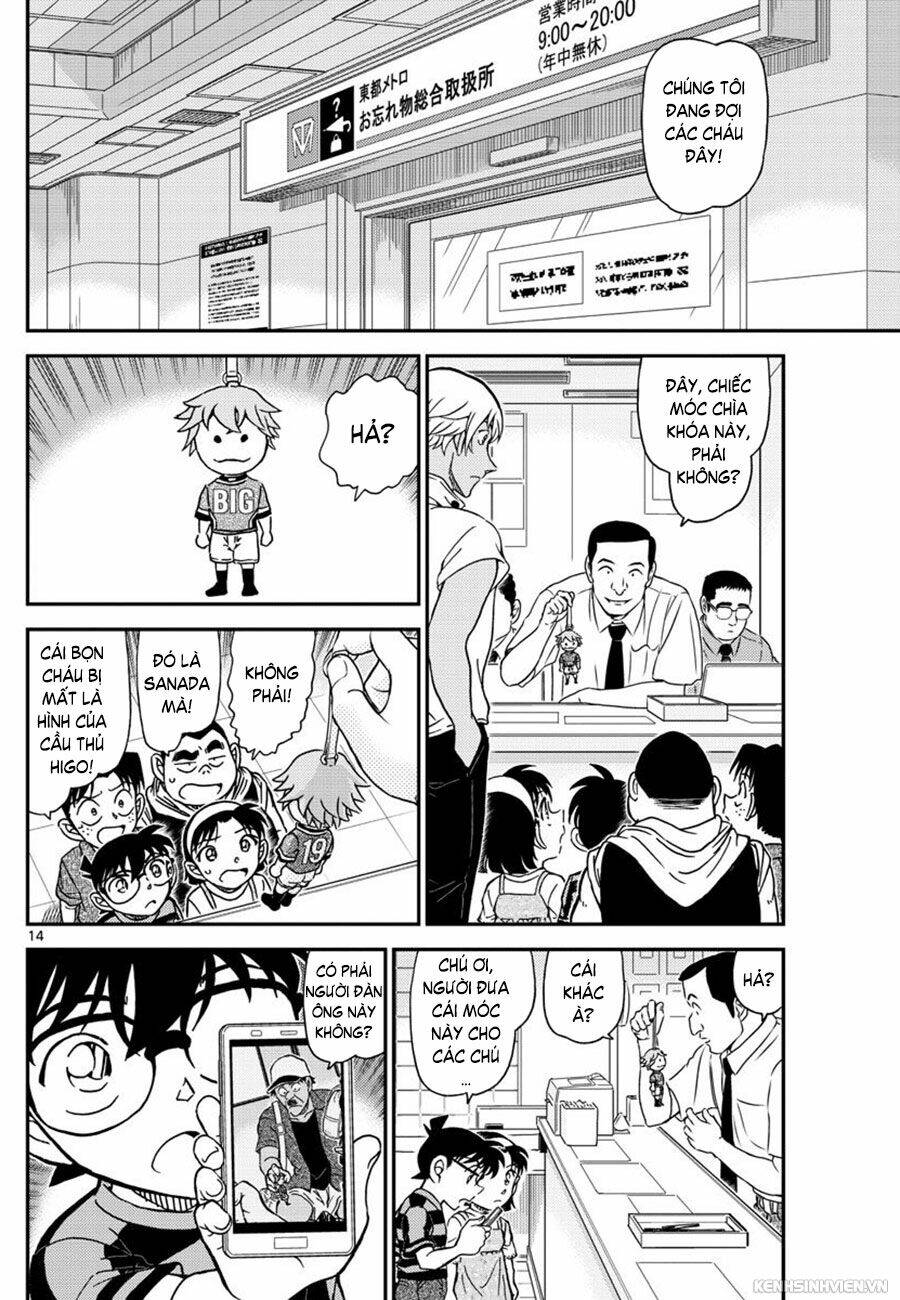 営業時間
9:00～20:00
(年中無休)
東都メトロ
お忘れ物総合取扱所
?
CHÚNG TÔI
ĐANG ĐỢI
CÁC CHÁU
ĐÂY!
ĐÂY, CHIẾC
MÓC CHÌA
KHÓA NÀY,
PHẢI
KHÔNG?
HẢ?
BIG
KHÔNG
PHẢI!
ĐÓ LÀ
SANADA
MÀ!
CÁI BỌN
CHÁU BỊ
MẤT LÀ
HÌNH CỦA
CẦU THỦ
HIGO!
19
14
HẢ?
CÁI
KHÁC
À?
CHÚ ƠI,
NGƯỜI ĐƯA
CÁI MÓC
NÀY CHO
CÁC CHÚ
...
CÓ PHẢI
NGƯỜI ĐÀN
ÔNG NÀY
KHÔNG?
KENHSINHVIEN.VN